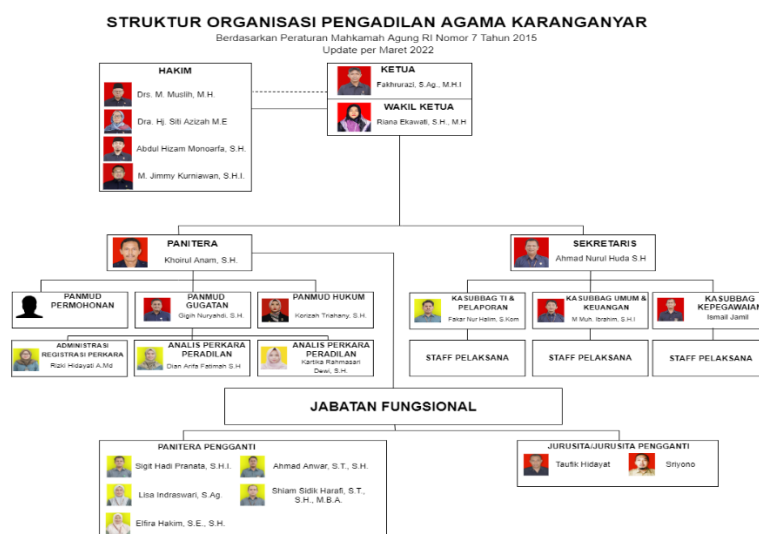 STRUKTUR ORGANISASI PENGADILAN AGAMA KARANGANYAR
Berdasarkan Peraturan Mahkamah Agung RI Nomor 7 Tahun 2015
Update per Maret 2022
HAKIM
Drs. M. Muslih, M.H.
Dra. Hj. Siti Azizah M.E
Abdul Hizam Monoarfa, S.H.
M. Jimmy Kurniawan, S.H.I.
KETUA
Fakhrurazi, S.Ag., M.H.I
WAKIL KETUA
Riana Ekawati, S.H., M.H
PANITERA
Khoirul Anam, S.H.
SEKRETARIS
Ahmad Nurul Huda S.H
PANMUD
PERMOHONAN
PANMUD
GUGATAN
Gigih Nuryahdi, S.H.
PANMUD HUKUM
Korizah Triahany, S.H.
KASUBBAG TI &
PELAPORAN
Fakar Nur Halim, S.Kom
KASUBBAG UMUM &
KEUANGAN
M Muh. Ibrahim, S.H.I
KASUBBAG
KEPEGAWAIAN
Ismail Jamil
ADMINISTRASI
REGISTRASI PERKARA
Rizki Hidayati A.Md
ANALIS PERKARA
PERADILAN
Dian Arifa Fatimah S.H
ANALIS PERKARA
PERADILAN
Kartika Rahmasari
Dewi, S.H.
STAFF PELAKSANA
STAFF PELAKSANA
STAFF PELAKSANA
JABATAN FUNGSIONAL
PANITERA PENGGANTI
Sigit Hadi Pranata, S.H.I.
Ahmad Anwar, S.T., S.H.
Lisa Indraswari, S.Ag.
Shiam Sidik Harafi, S.T.,
S.H., M.B.A.
Elfira Hakim, S.E., S.H.
JURUSITA/JURUSITA PENGGANTI
Taufik Hidayat
Sriyono